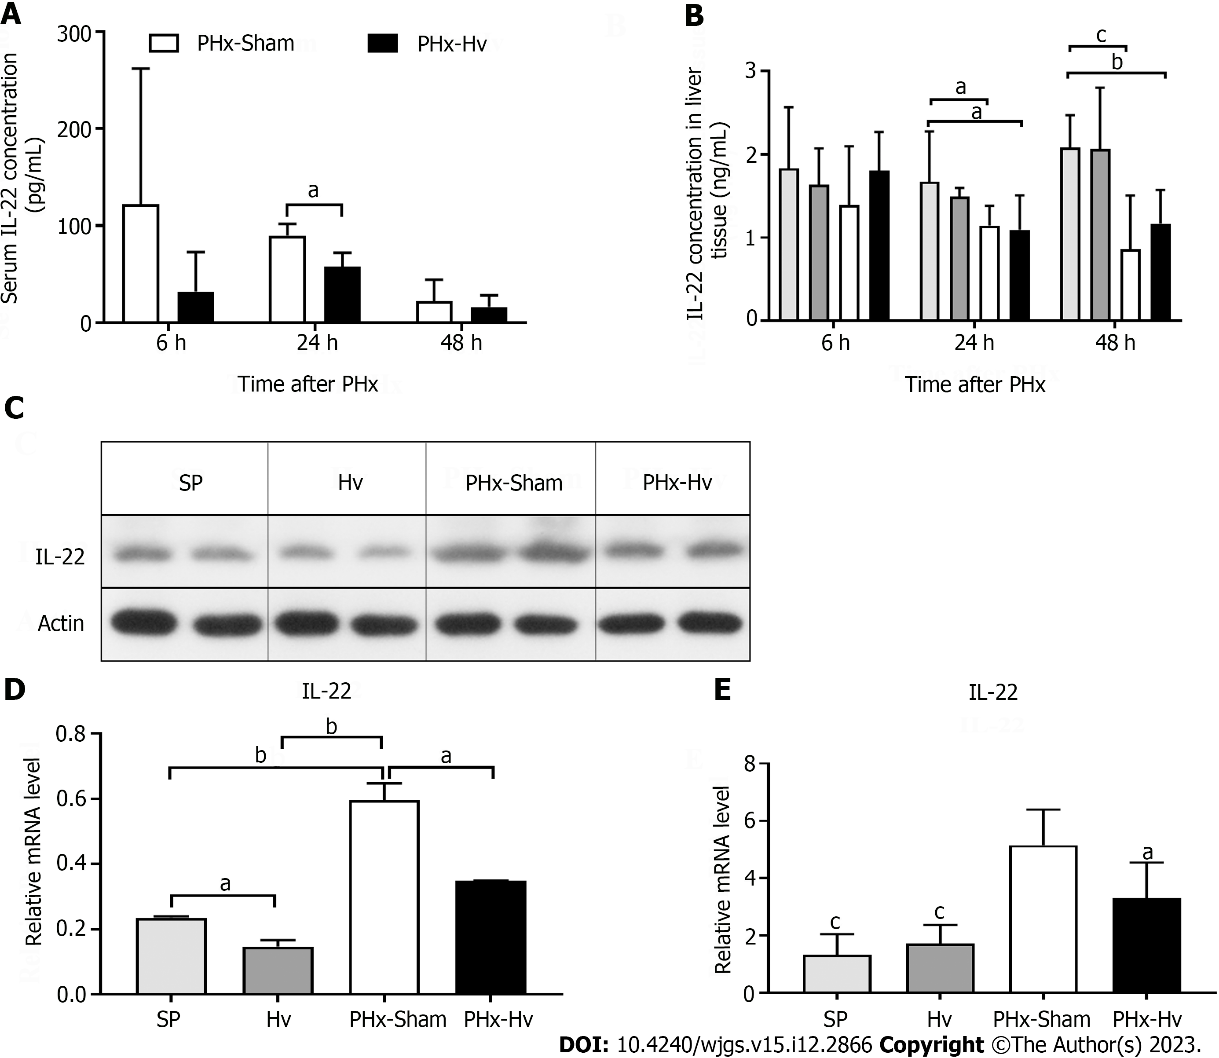 A
Serum IL-22 concentration
(pg/mL)
300
200
100
0
PHx-Sham
PHx-Hv
a
6 h
24 h
48 h
Time after PHx
B
IL-22 concentration in liver
tissue (ng/mL)
3
2
1
0
a
a
c
b
6 h
24 h
48 h
Time after PHx
C
SP
Hv
PHx-Sham
PHx-Hv
IL-22
Actin
D
IL-22
Relative mRNA level
0.8
0.6
0.4
0.2
0.0
a
b
b
a
SP
Hv
PHx-Sham
PHx-Hv
E
IL-22
Relative mRNA level
8
6
4
2
0
c
c
a
SP
Hv
PHx-Sham
PHx-Hv
DOI: 10.4240/wjgs.v15.i12.2866 Copyright ©The Author(s) 2023.